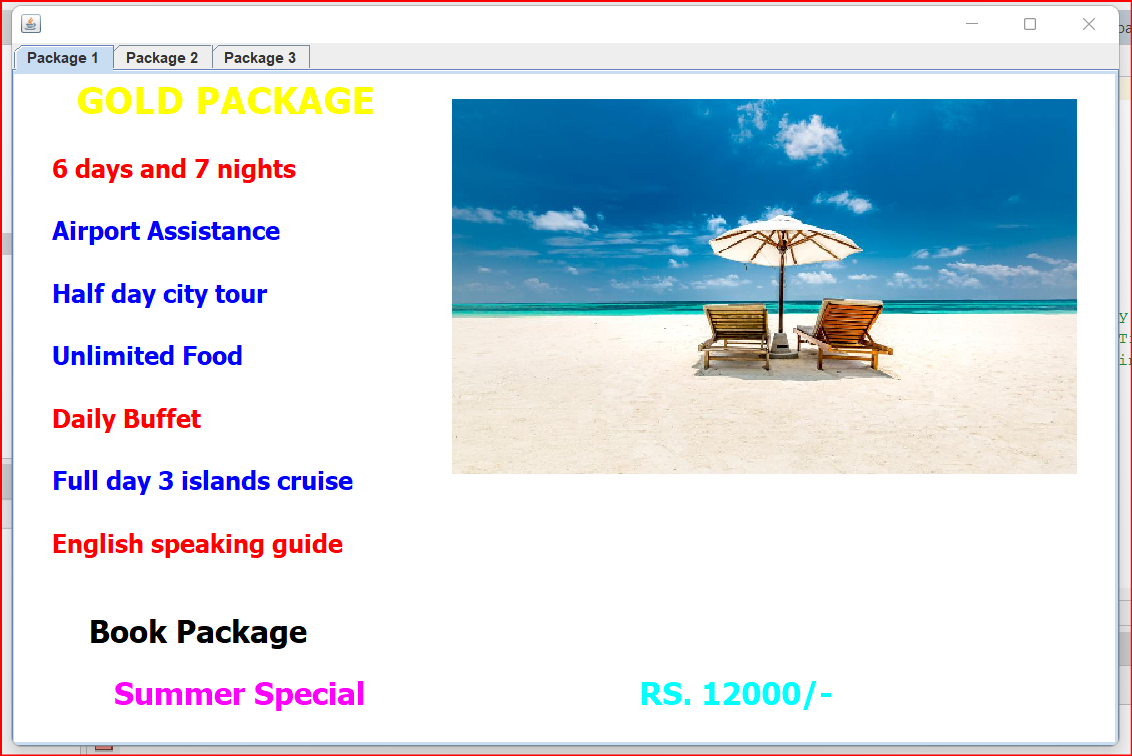 Package 1 Package 2 Package 3
GOLD PACKAGE
6 days and 7 nights
Airport Assistance
Half day city tour
Unlimited Food
Daily Buffet
Full day 3 islands cruise
English speaking guide
Book Package
Summer Special RS. 12000/-